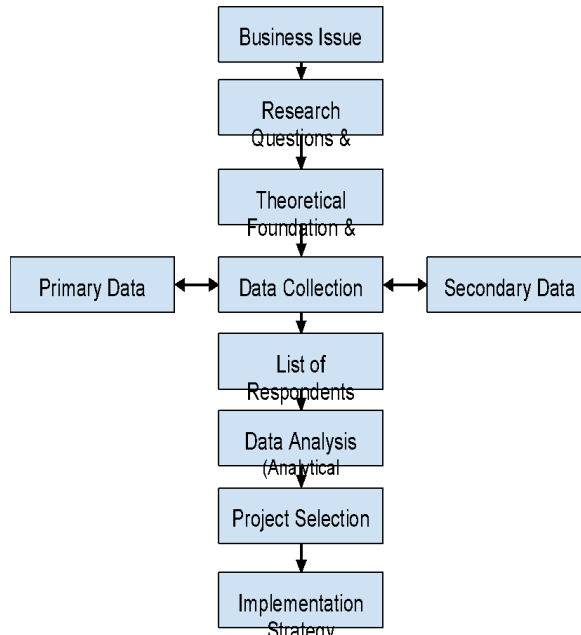 Business Issue
Research
Questions &
Theoretical
Foundation &
Primary Data
Data Collection
Secondary Data
List of
Respondents
Data Analysis
(Analytical
Project Selection
Implementation
Strategy